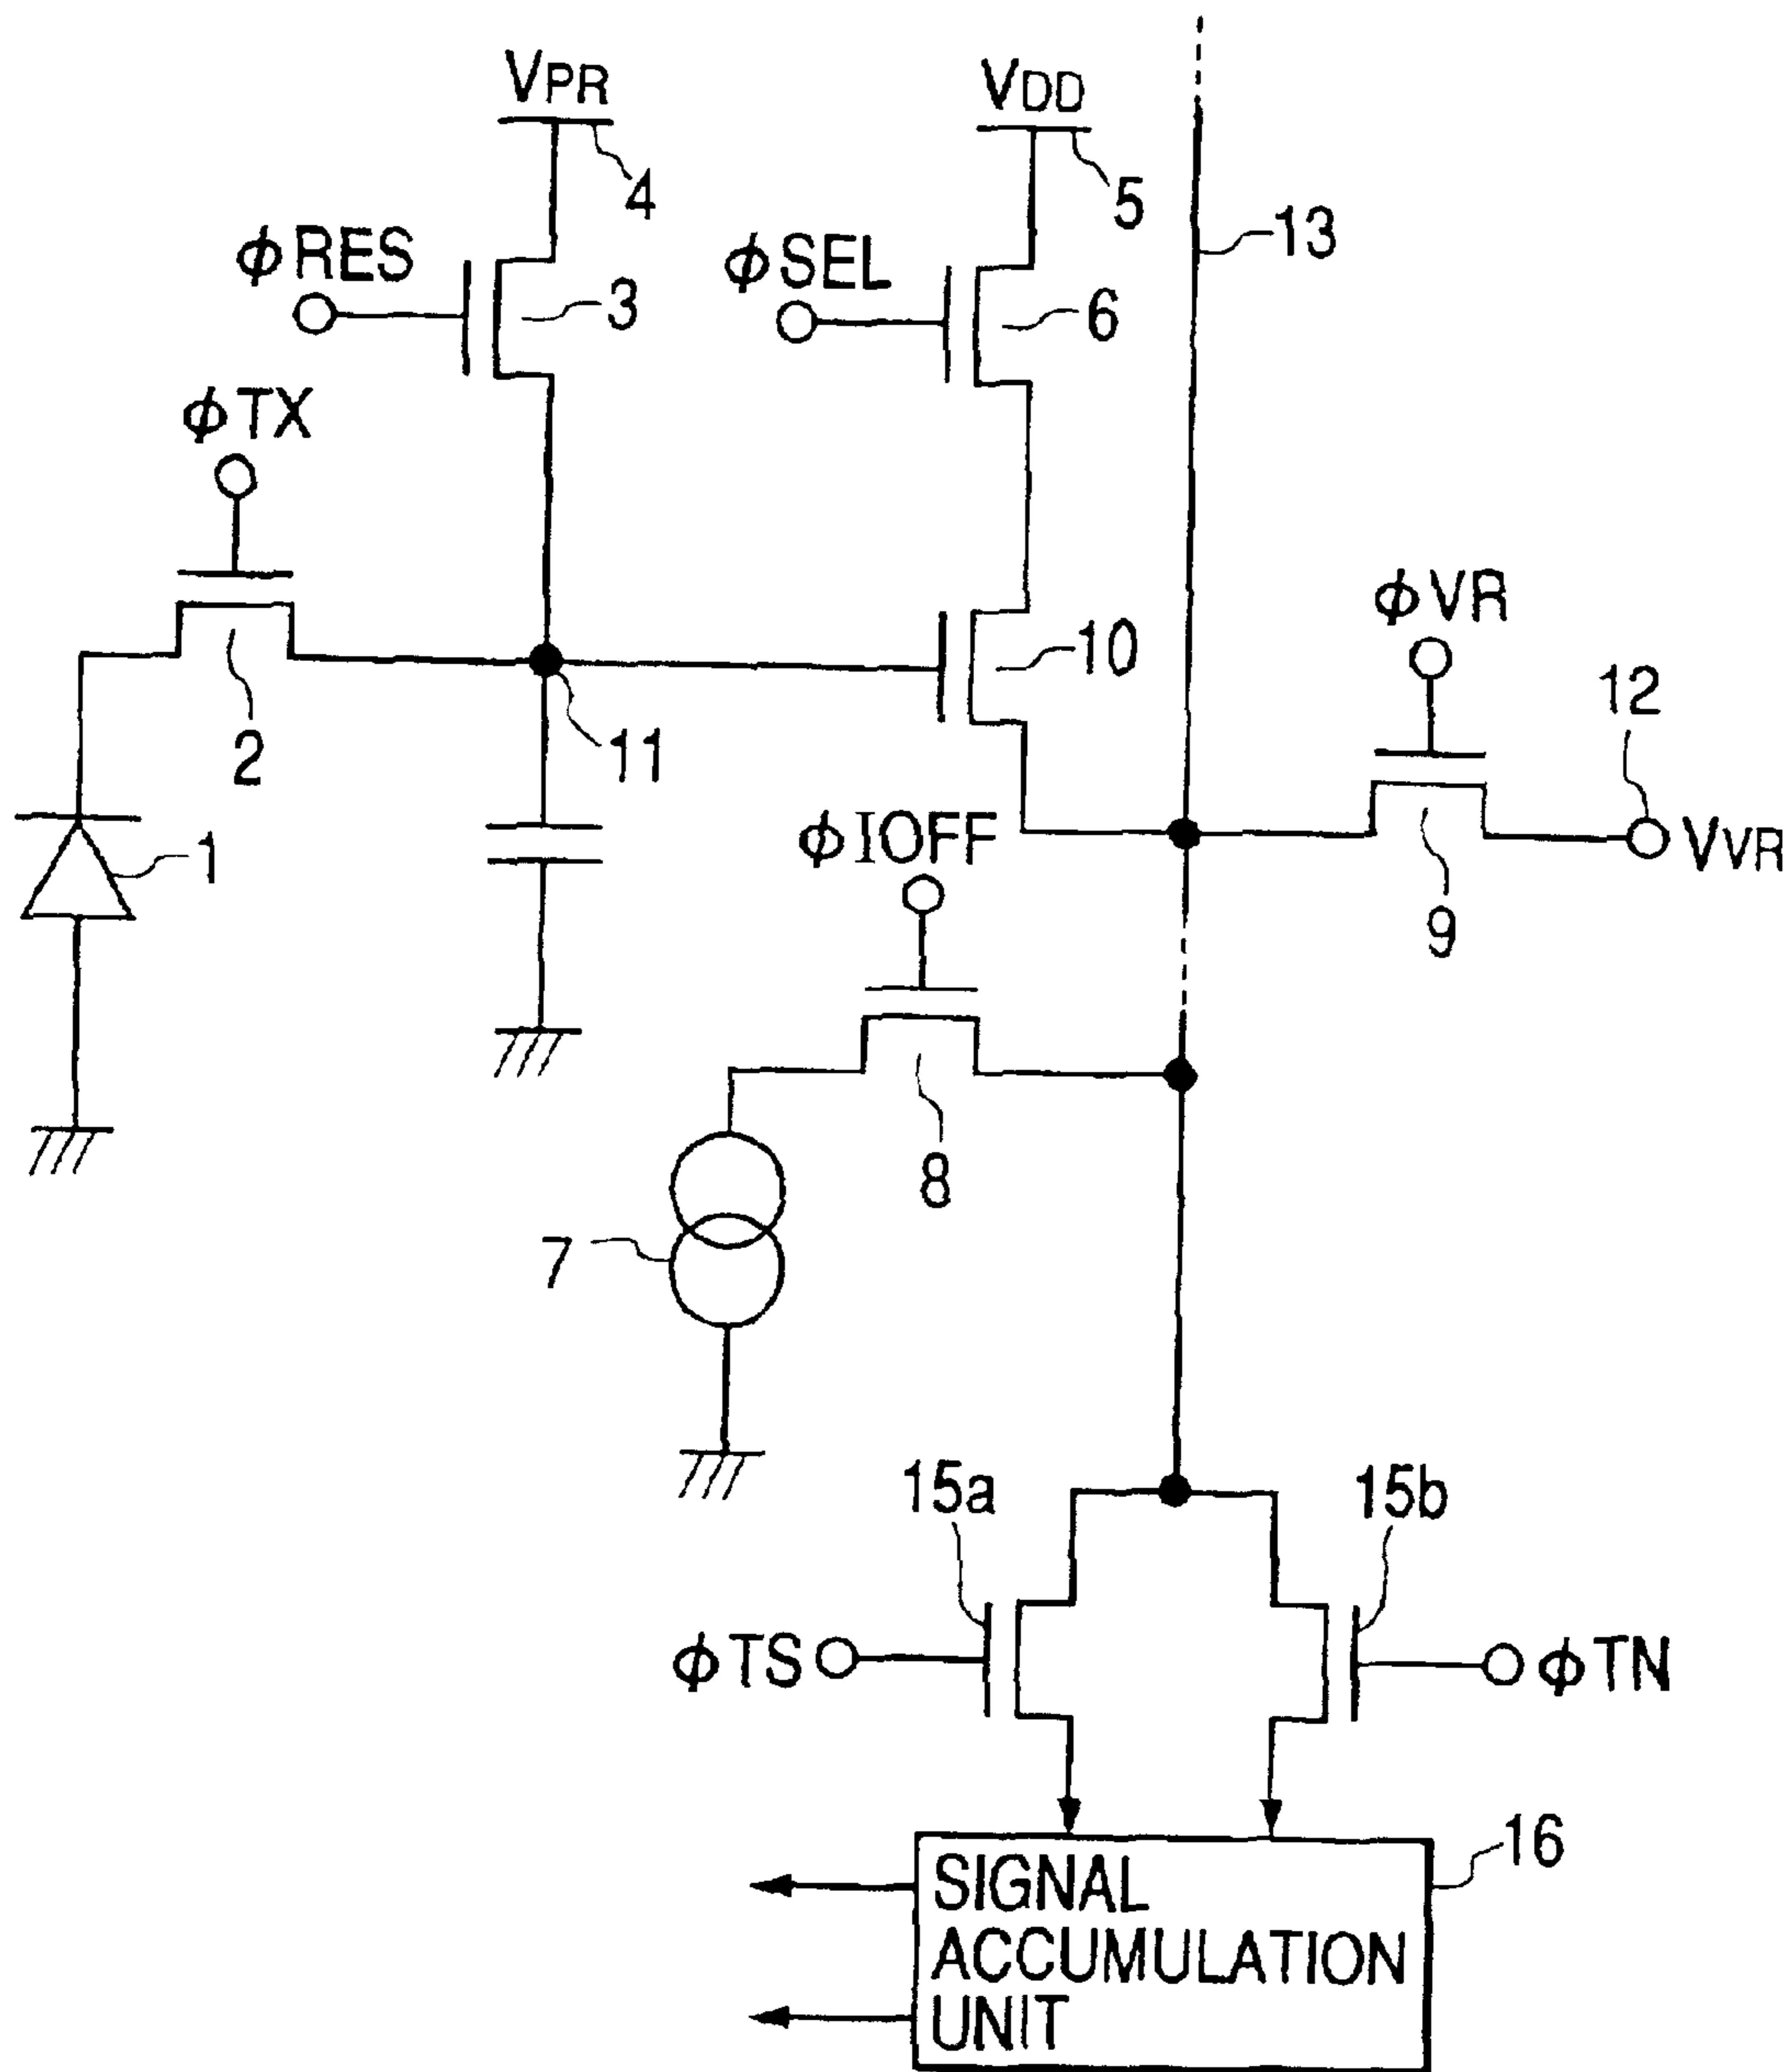 VPR
VDD
4
5
13
ϕRES
ϕSEL
3
6
ϕTX
ϕVR
10
12
2
11
ϕIOFF
VVR
1
9
8
7
15a
15b
ϕTS
ϕTN
16
SIGNAL
ACCUMULATION
UNIT